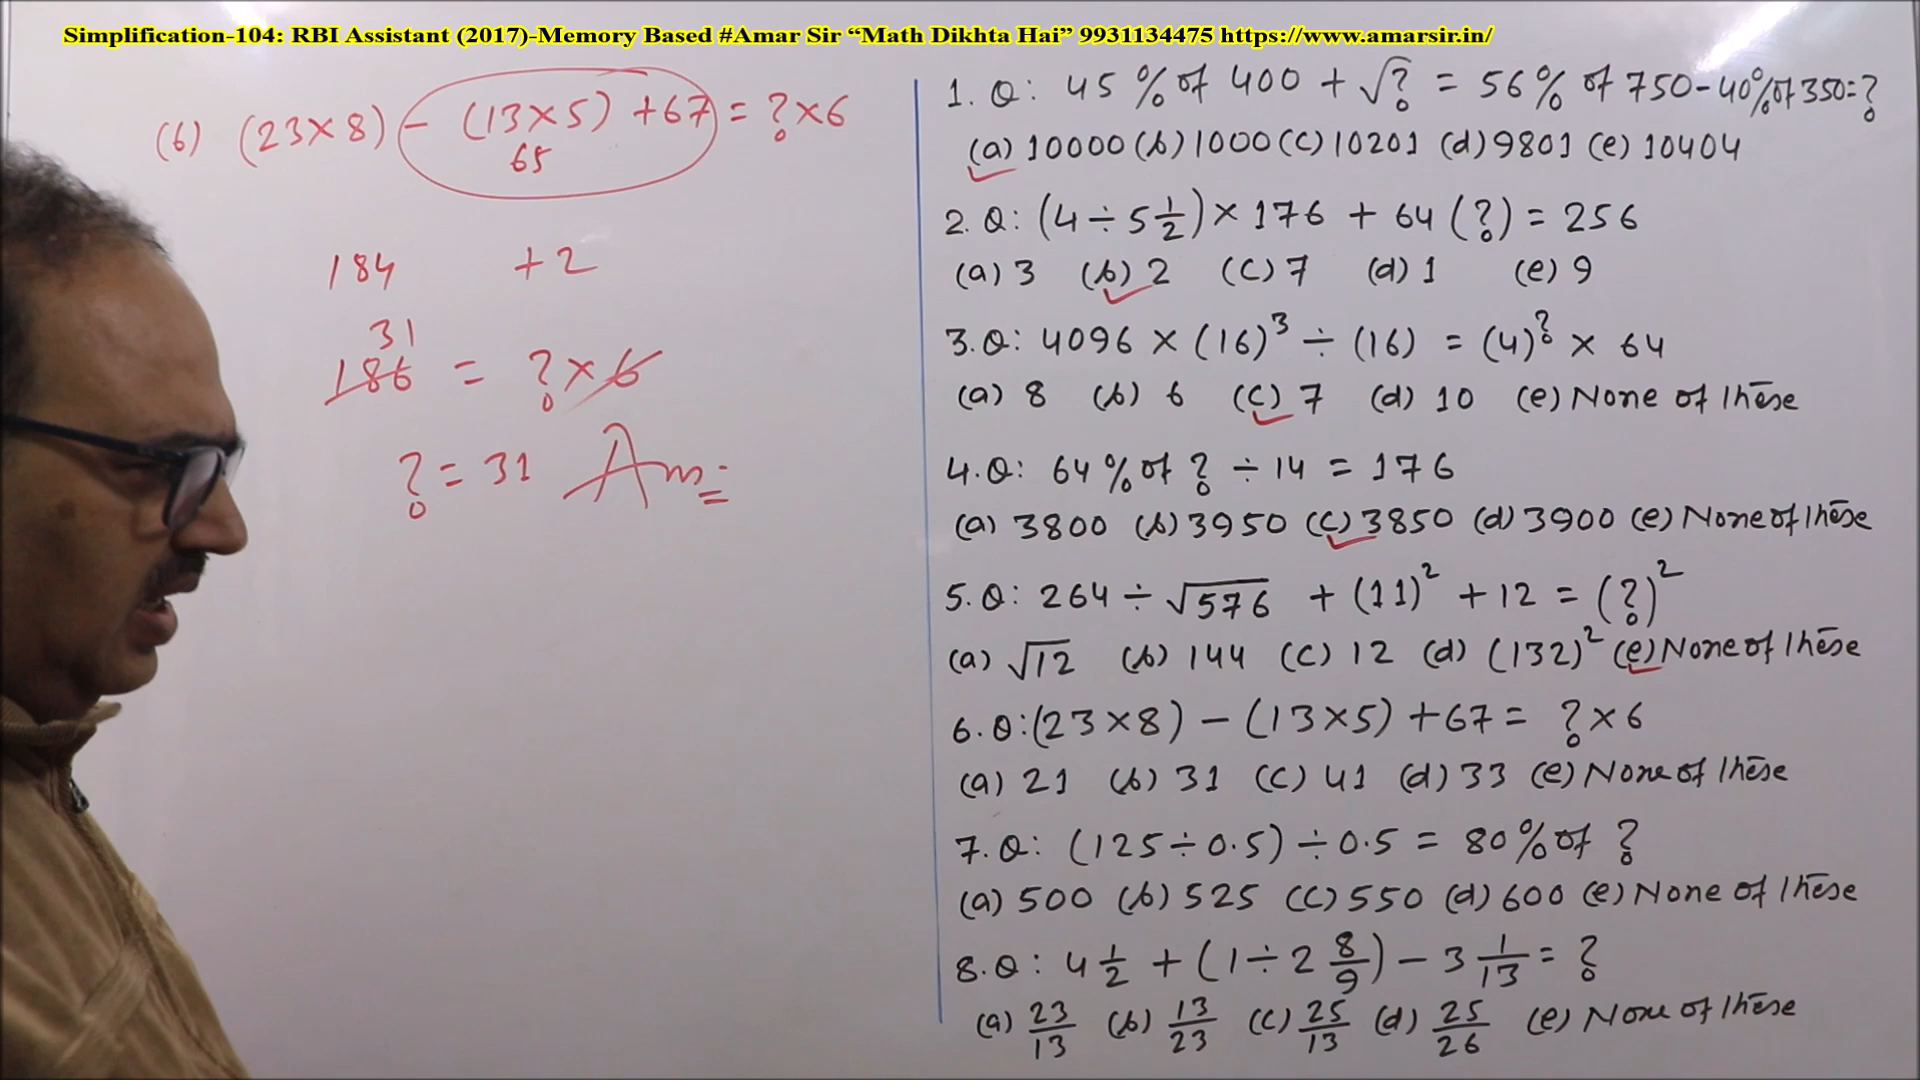 Simplification-104: RBI Assistant (2017)-Memory Based #Amar Sir “Math Dikhta Hai” 9931134475 https://www.amarsir.in/
(6) (23×8) - (13×5) +67 = ?×6
65
184 +2
31
186 = ?×6
? = 31 Ans
1. Q: 45 % of 400 + √? = 56% of 750-40%of 350=?
(a) 10000 (b) 1000 (c) 10201 (d) 9801 (e) 10404
2. Q: (4÷5 1/2) × 176 + 64 (?) = 256
(a) 3 (b) 2 (c) 7 (d) 1 (e) 9
3. Q: 4096 × (16)³ ÷ (16) = (4)^? × 64
(a) 8 (b) 6 (c) 7 (d) 10 (e) None of these
4. Q: 64 % of ? ÷ 14 = 176
(a) 3800 (b) 3950 (c) 3850 (d) 3900 (e) None of these
5. Q: 264 ÷ √576 + (11)² + 12 = (?)²
(a) √12 (b) 144 (c) 12 (d) (132)² (e) None of these
6. Q: (23×8) - (13×5) +67 = ?×6
(a) 21 (b) 31 (c) 41 (d) 33 (e) None of these
7. Q: (125÷0.5) ÷0.5 = 80% of ?
(a) 500 (b) 525 (c) 550 (d) 600 (e) None of these
8. Q: 4 1/2 + (1÷2 8/9) - 3 1/13 = ?
(a) 23/13 (b) 13/23 (c) 25/13 (d) 25/26 (e) None of these